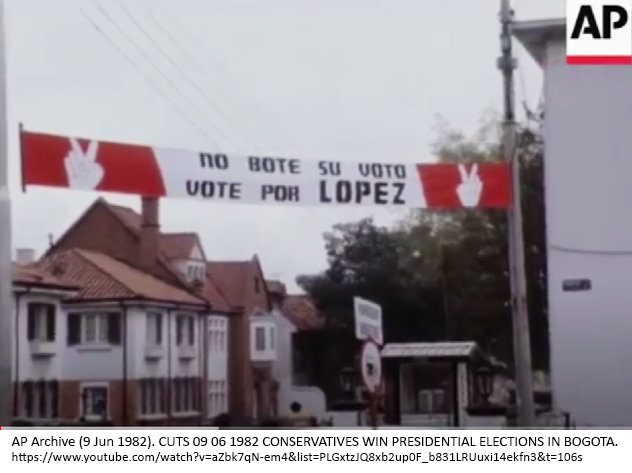 AP
NO BOTE SU VOTO
VOTE POR LOPEZ
AP Archive (9 Jun 1982). CUTS 09 06 1982 CONSERVATIVES WIN PRESIDENTIAL ELECTIONS IN BOGOTA.
https://www.youtube.com/watch?v=aZbk7qN-em4&list=PLGxtzJQ8xb2up0F_b831LRUuxi14ekfn3&t=106s